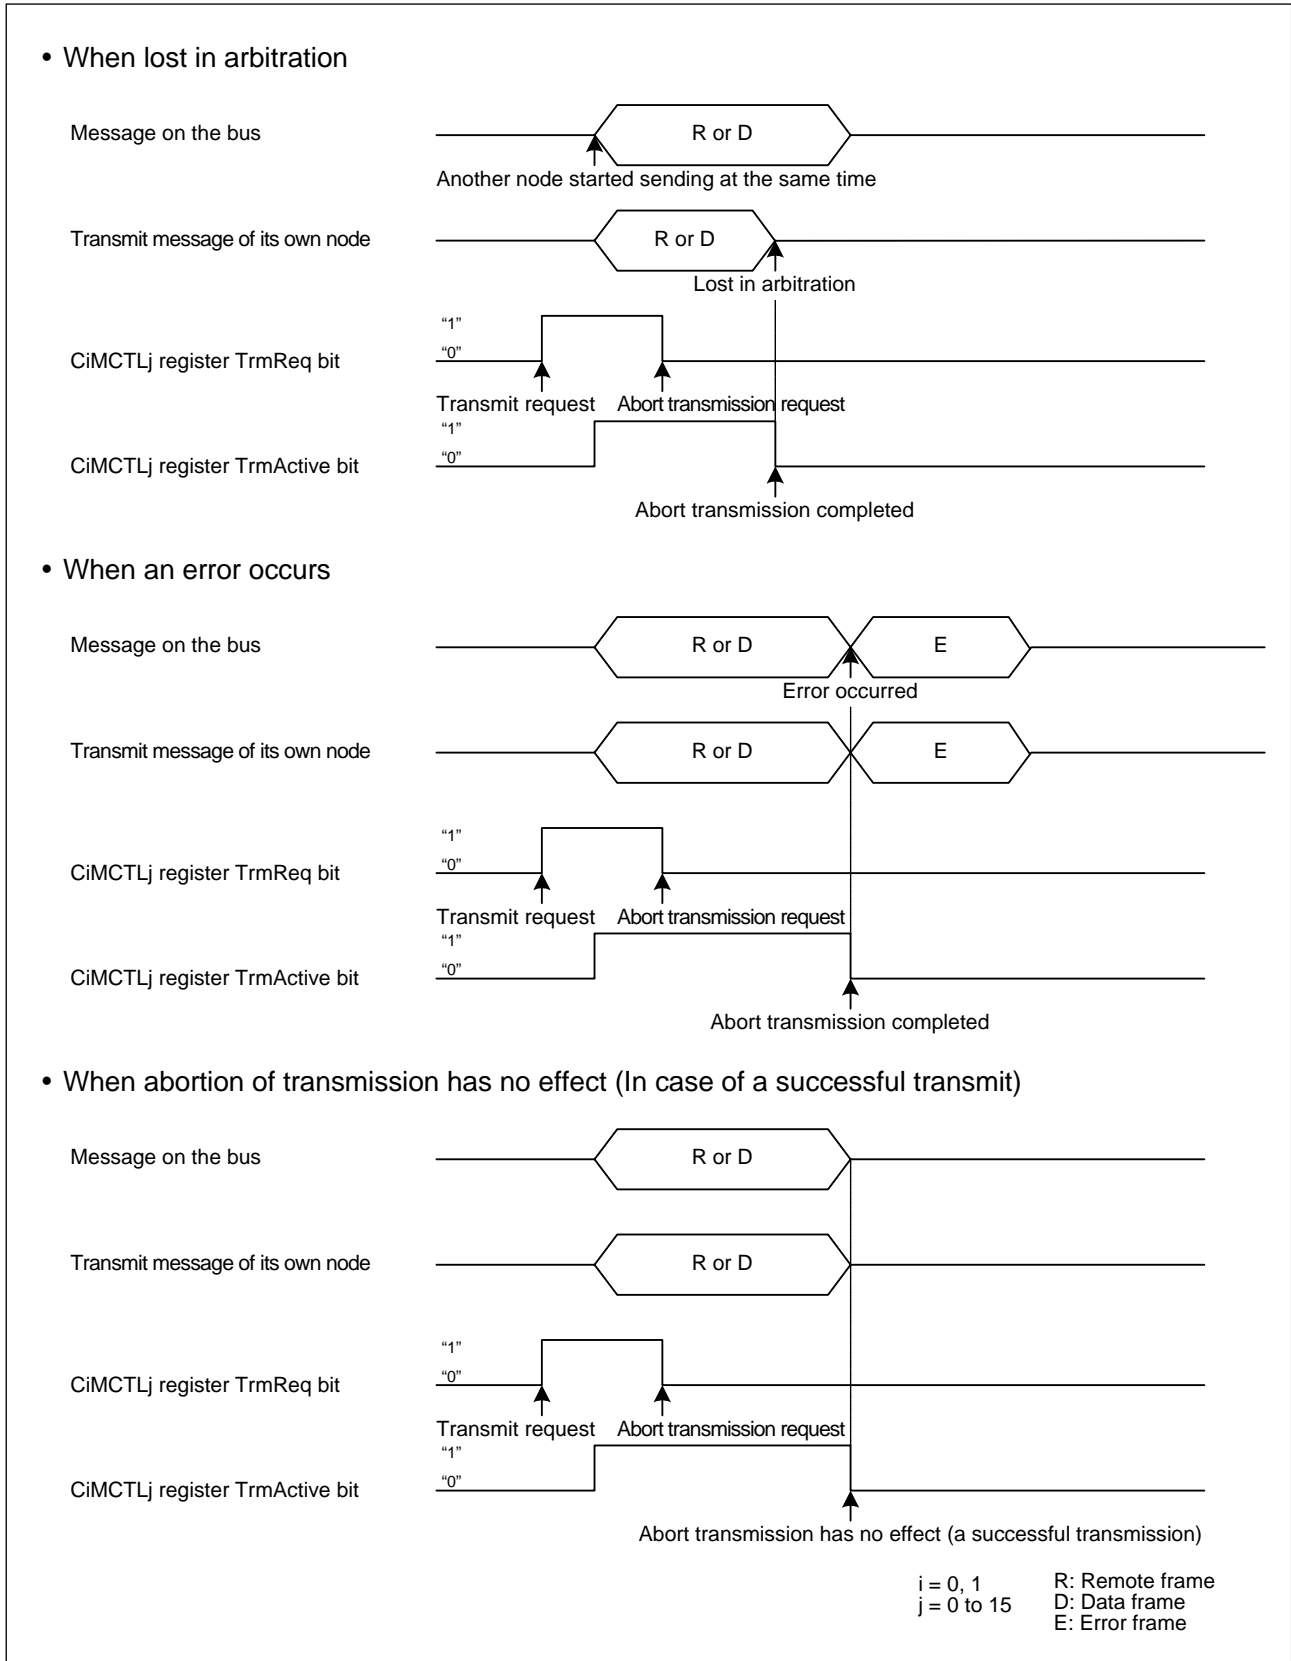 • When lost in arbitration
Message on the bus
R or D
Another node started sending at the same time
Transmit message of its own node
R or D
Lost in arbitration
“1”
CiMCTLj register TrmReq bit
“0”
Transmit request
Abort transmission request
“1”
CiMCTLj register TrmActive bit
“0”
Abort transmission completed
• When an error occurs
Message on the bus
R or D
E
Error occurred
Transmit message of its own node
R or D
E
“1”
CiMCTLj register TrmReq bit
“0”
Transmit request
Abort transmission request
“1”
CiMCTLj register TrmActive bit
“0”
Abort transmission completed
• When abortion of transmission has no effect (In case of a successful transmit)
Message on the bus
R or D
Transmit message of its own node
R or D
“1”
CiMCTLj register TrmReq bit
“0”
Transmit request
Abort transmission request
“1”
CiMCTLj register TrmActive bit
“0”
Abort transmission has no effect (a successful transmission)
i = 0, 1
j = 0 to 15
R: Remote frame
D: Data frame
E: Error frame